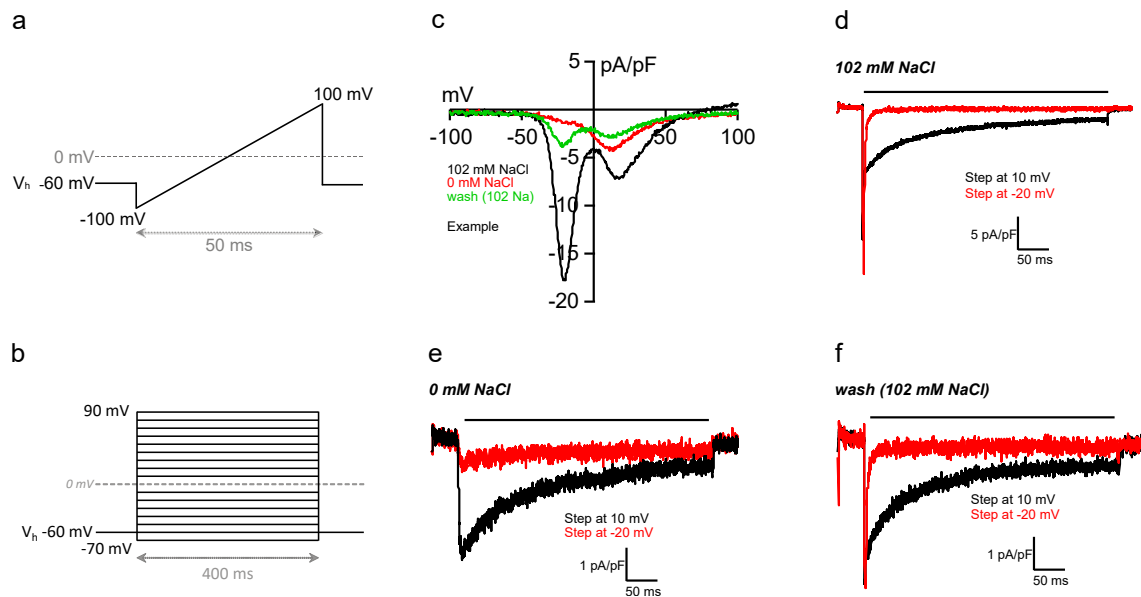 a
100 mV
0 mV
Vₕ -60 mV
-100 mV
50 ms
b
90 mV
0 mV
Vₕ -60 mV
-70 mV
400 ms
c
5
pA/pF
mV
-100
-50
50
100
-5
-10
-15
-20
102 mM NaCl
0 mM NaCl
wash (102 Na)
Example
d
102 mM NaCl
Step at 10 mV
Step at -20 mV
5 pA/pF
50 ms
e
0 mM NaCl
Step at 10 mV
Step at -20 mV
1 pA/pF
50 ms
f
wash (102 mM NaCl)
Step at 10 mV
Step at -20 mV
1 pA/pF
50 ms